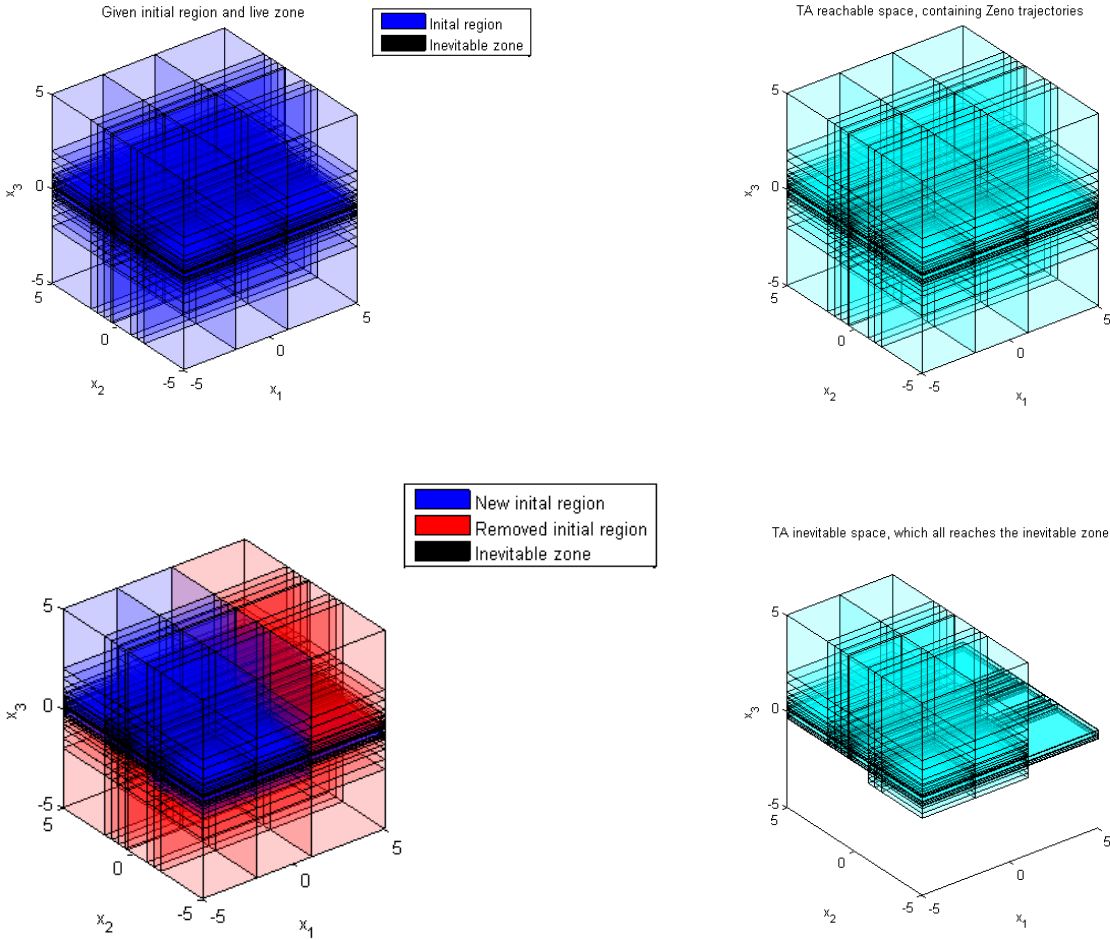 Given initial region and live zone
Inital region
Inevitable zone
5
0
-5
x3
5
0
-5
x2
-5
0
5
x1
TA reachable space, containing Zeno trajectories
5
0
-5
x3
5
0
-5
x2
-5
0
5
x1
New inital region
Removed initial region
Inevitable zone
5
0
-5
x3
5
0
-5
x2
-5
0
5
x1
TA inevitable space, which all reaches the inevitable zone
5
0
-5
x3
5
0
-5
x2
-5
0
5
x1